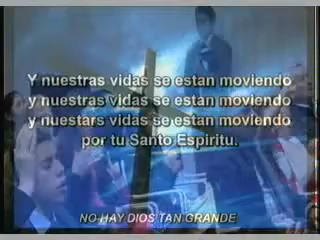 Y nuestras vidas se estan moviendo
y nuestras vidas se estan moviendo
y nuestars vidas se estan moviendo
por tu Santo Espiritu.
NO HAY DIOS TAN GRANDE